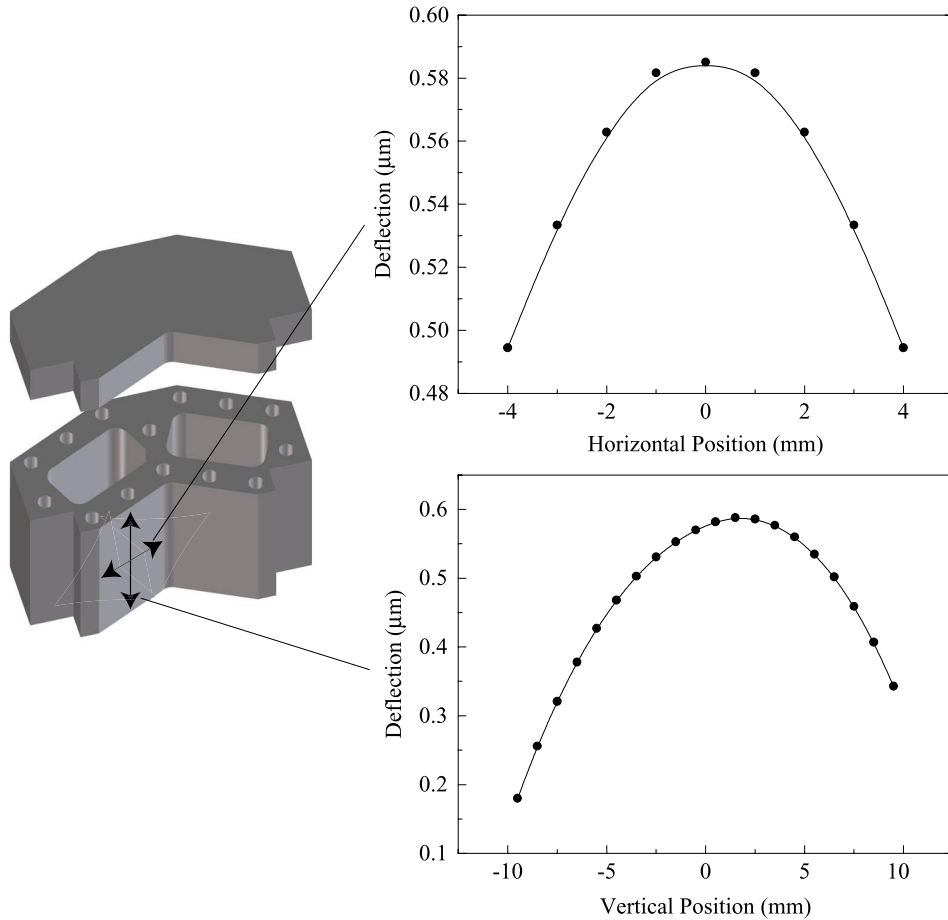 0.60
0.58
0.56
0.54
0.52
0.50
0.48
Deflection (μm)
-4 -2 0 2 4
Horizontal Position (mm)
0.6
0.5
0.4
0.3
0.2
0.1
Deflection (μm)
-10 -5 0 5 10
Vertical Position (mm)